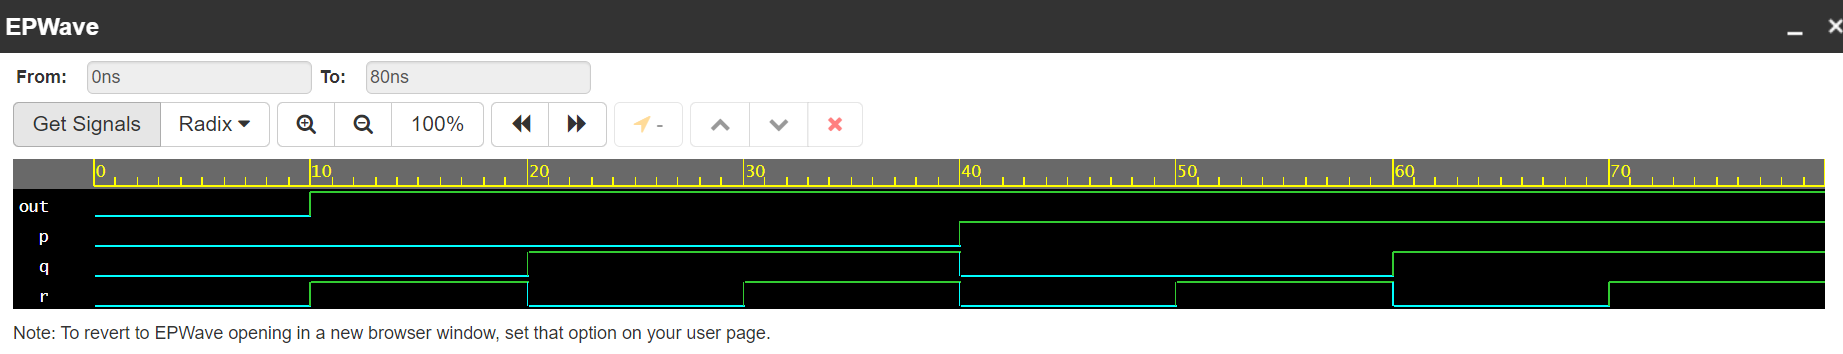 EPWave
From: 0ns To: 80ns
Get Signals Radix 100% -
0 10 20 30 40 50 60 70
out
p
q
r
Note: To revert to EPWave opening in a new browser window, set that option on your user page.